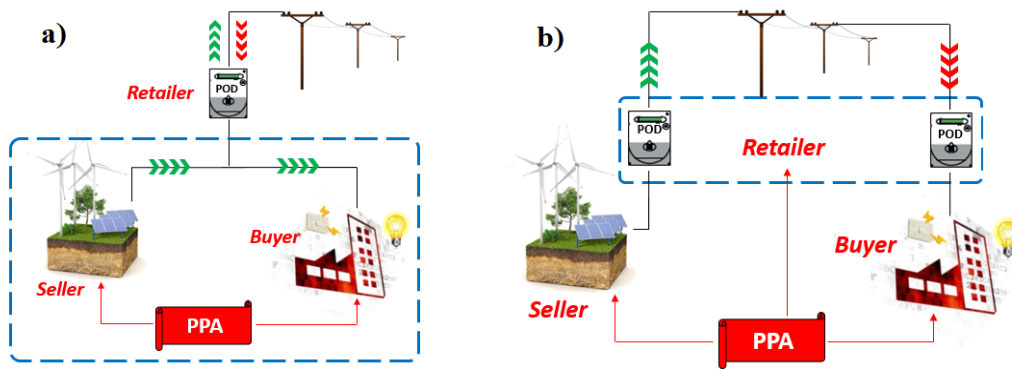 a)
Retailer
POD
Buyer
Seller
PPA
b)
POD
POD
Retailer
Buyer
Seller
PPA